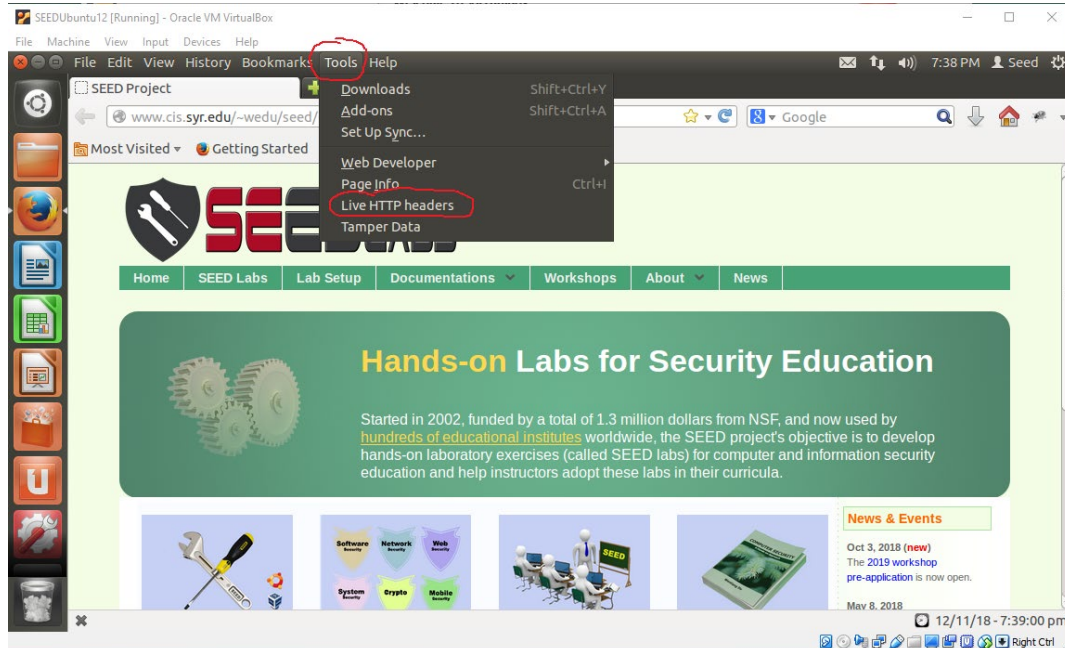 SEEDUbuntu12 [Running] - Oracle VM VirtualBox
File Machine View Input Devices Help
File Edit View History Bookmarks Tools Help
7:38 PM Seed
SEED Project
www.cis.syr.edu/~wedu/seed/
Google
Most Visited
Getting Started
Downloads Shift+Ctrl+Y
Add-ons Shift+Ctrl+A
Set Up Sync...
Web Developer
Page Info Ctrl+I
Live HTTP headers
Tamper Data
Home SEED Labs Lab Setup Documentations Workshops About News
Hands-on Labs for Security Education
Started in 2002, funded by a total of 1.3 million dollars from NSF, and now used by
hundreds of educational institutes worldwide, the SEED project's objective is to develop
hands-on laboratory exercises (called SEED labs) for computer and information security
education and help instructors adopt these labs in their curricula.
Software Security
Network Security
Web Security
System Security
Crypto
Mobile Security
SEED
COMPUTER SECURITY
News & Events
Oct 3, 2018 (new)
The 2019 workshop
pre-application is now open.
May 8, 2018
12/11/18 - 7:39:00 pm
Right Ctrl